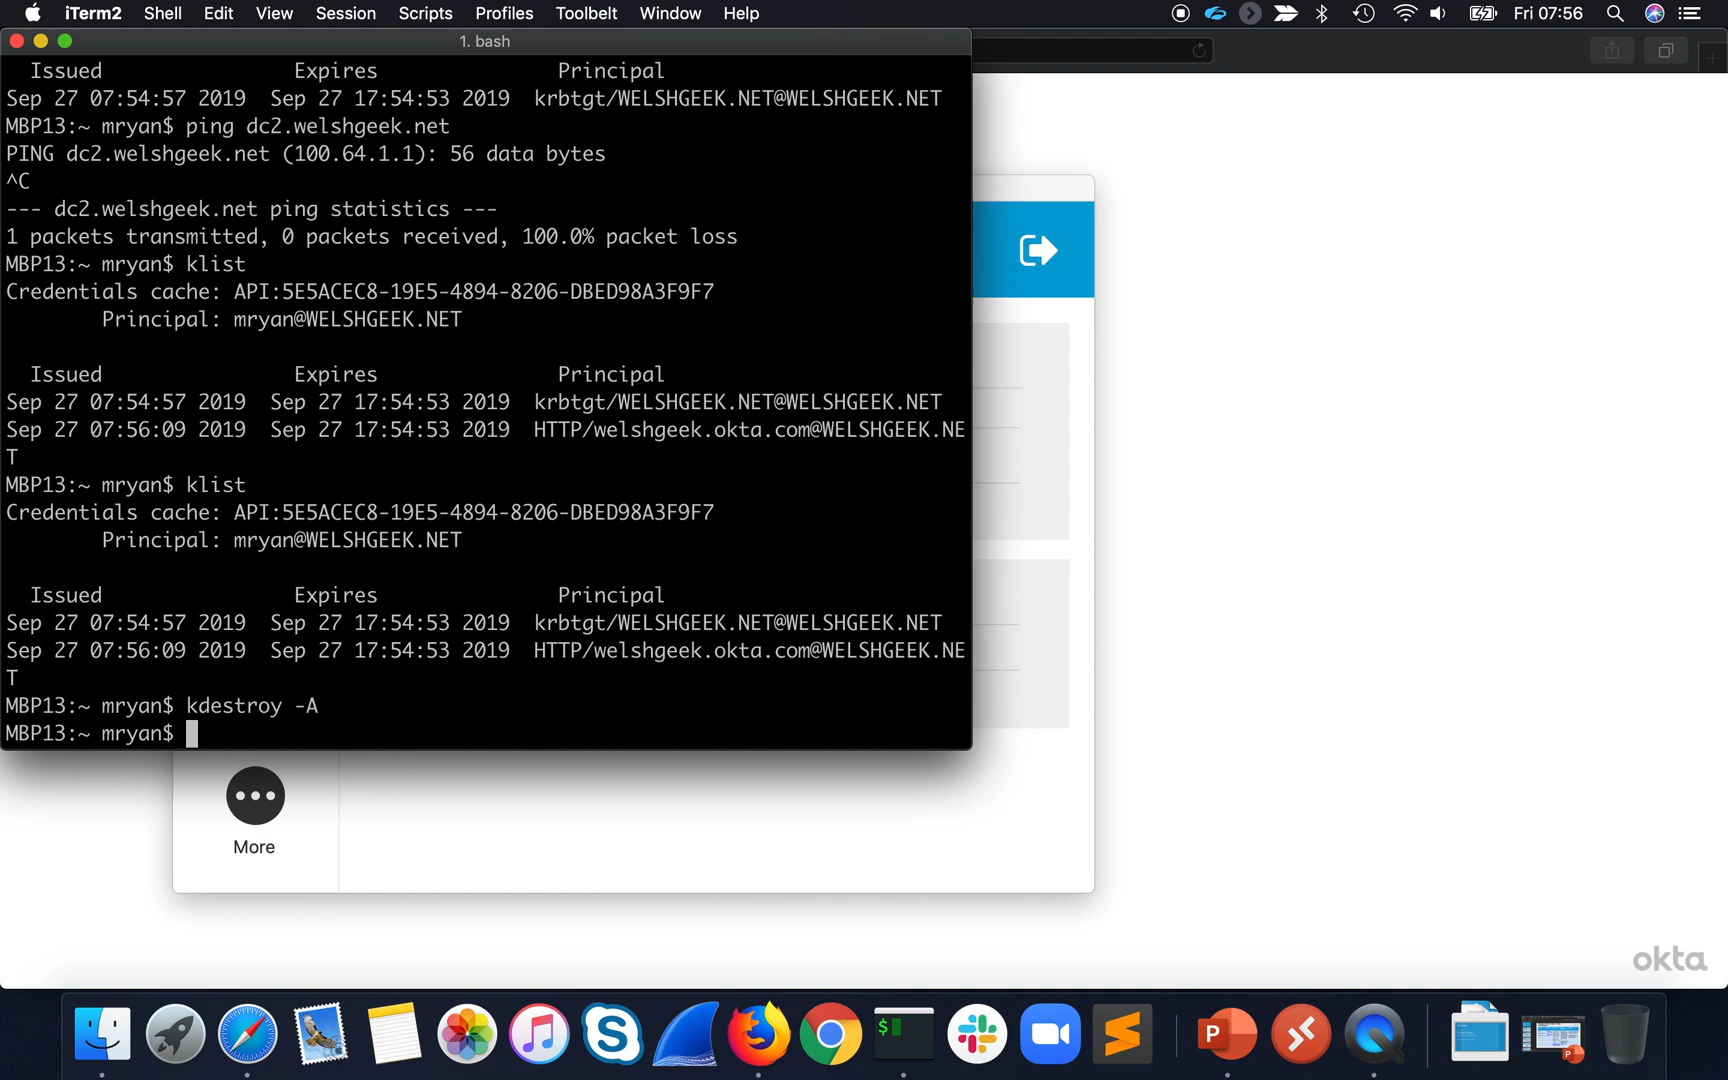 iTerm2 Shell Edit View Session Scripts Profiles Toolbelt Window Help Fri 07:56
1. bash
Issued Expires Principal
Sep 27 07:54:57 2019 Sep 27 17:54:53 2019 krbtgt/WELSHGEEK.NET@WELSHGEEK.NET
MBP13:~ mryan$ ping dc2.welshgeek.net
PING dc2.welshgeek.net (100.64.1.1): 56 data bytes
^C
--- dc2.welshgeek.net ping statistics ---
1 packets transmitted, 0 packets received, 100.0% packet loss
MBP13:~ mryan$ klist
Credentials cache: API:5E5ACEC8-19E5-4894-8206-DBED98A3F9F7
Principal: mryan@WELSHGEEK.NET
Issued Expires Principal
Sep 27 07:54:57 2019 Sep 27 17:54:53 2019 krbtgt/WELSHGEEK.NET@WELSHGEEK.NET
Sep 27 07:56:09 2019 Sep 27 17:54:53 2019 HTTP/welshgeek.okta.com@WELSHGEEK.NE
T
MBP13:~ mryan$ klist
Credentials cache: API:5E5ACEC8-19E5-4894-8206-DBED98A3F9F7
Principal: mryan@WELSHGEEK.NET
Issued Expires Principal
Sep 27 07:54:57 2019 Sep 27 17:54:53 2019 krbtgt/WELSHGEEK.NET@WELSHGEEK.NET
Sep 27 07:56:09 2019 Sep 27 17:54:53 2019 HTTP/welshgeek.okta.com@WELSHGEEK.NE
T
MBP13:~ mryan$ kdestroy -A
MBP13:~ mryan$
More
okta